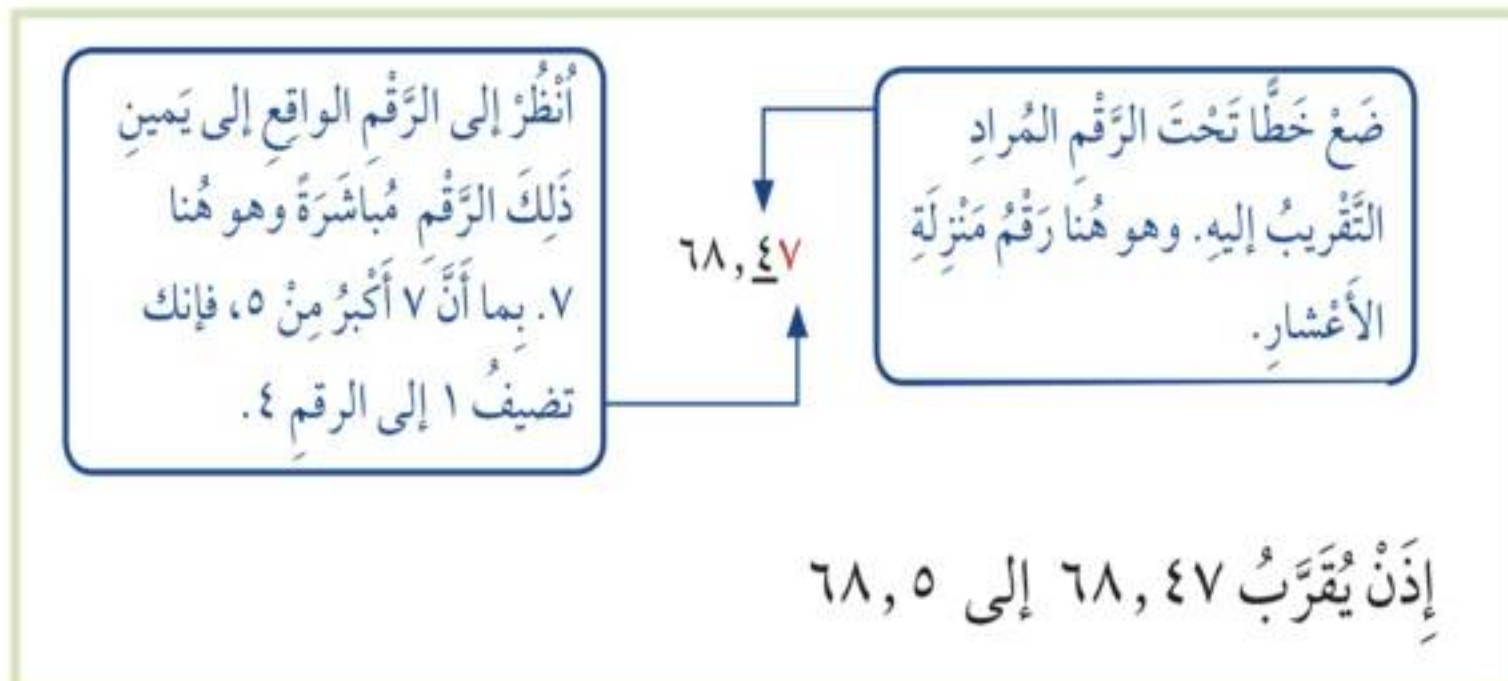 ضَعْ خَطًّا تَحْتَ الرَّقْمِ المُرادِ
التَّقْريبُ إليهِ. وهو هُنا رَقْمُ مَنْزِلَةِ
الأَعْشارِ.
٦٨,٤٧
اُنْظُرْ إلى الرَّقْمِ الواقِعِ إلى يَمينِ
ذَلِكَ الرَّقْمِ مُباشَرَةً وهو هُنا
٧. بِما أَنَّ ٧ أَكْبَرُ مِنْ ٥، فإنك
تضيفُ ١ إلى الرقمِ ٤.
إِذَنْ يُقَرَّبُ ٦٨,٤٧ إلى ٦٨,٥